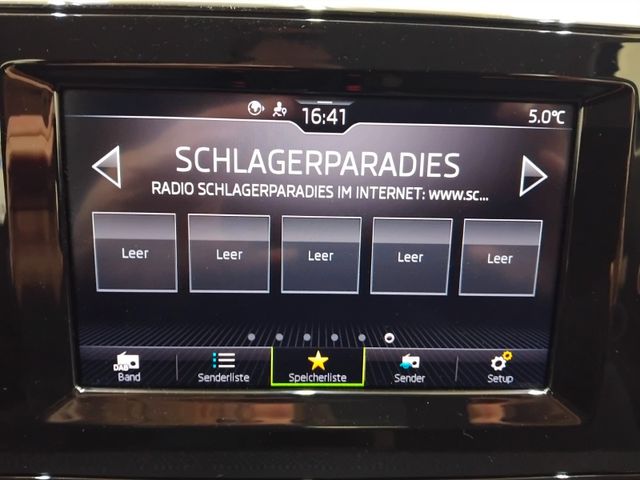 16:41
5.0°C
SCHLAGERPARADIES
RADIO SCHLAGERPARADIES IM INTERNET: www.sc...
Leer Leer Leer Leer Leer
DAB
Band Senderliste Speicherliste Sender Setup